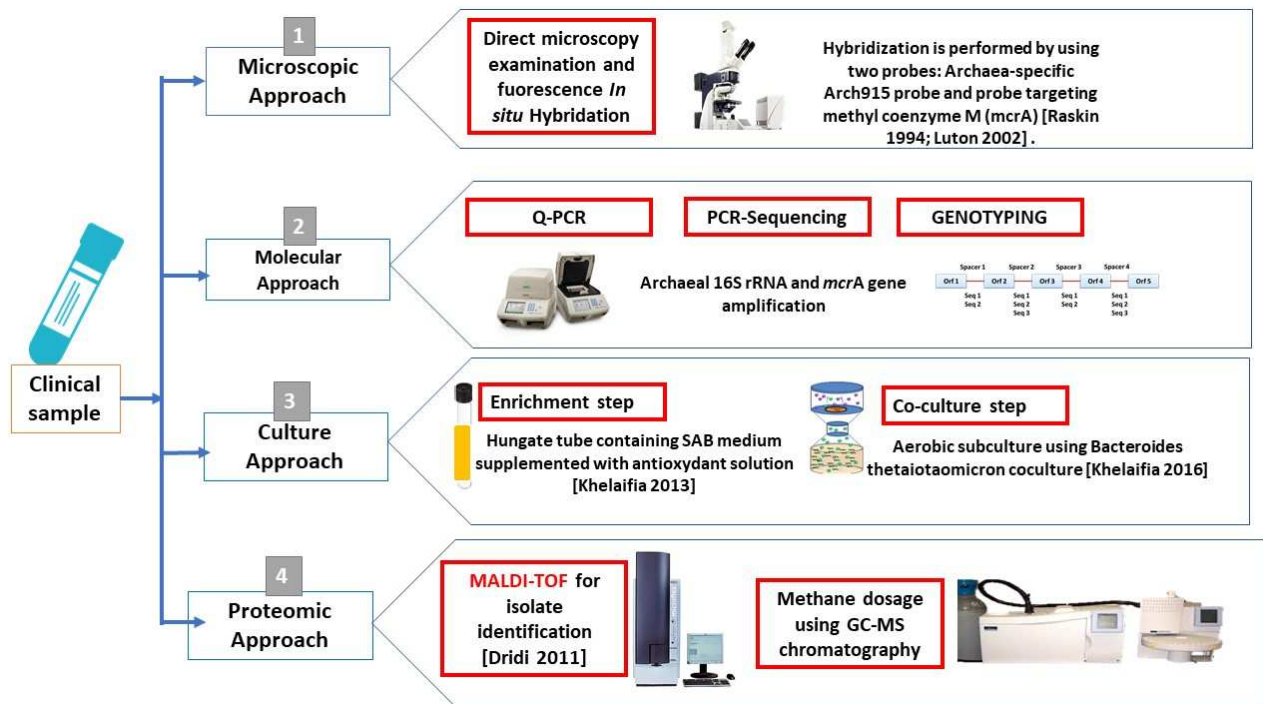 Clinical
sample
1
Microscopic
Approach
Direct microscopy
examination and
fuorescence In
situ Hybridation
Hybridization is performed by using
two probes: Archaea-specific
Arch915 probe and probe targeting
methyl coenzyme M (mcrA) [Raskin
1994; Luton 2002] .
2
Molecular
Approach
Q-PCR
PCR-Sequencing
GENOTYPING
Archaeal 16S rRNA and mcrA gene
amplification
Spacer 1 Spacer 2 Spacer 3 Spacer 4
Orf 1 Orf 2 Orf 3 Orf 4 Orf 5
Seq 1 Seq 1 Seq 1 Seq 1
Seq 2 Seq 2 Seq 2 Seq 2
Seq 3 Seq 3
3
Culture
Approach
Enrichment step
Hungate tube containing SAB medium
supplemented with antioxydant solution
[Khelaifia 2013]
Co-culture step
Aerobic subculture using Bacteroides
thetaiotaomicron coculture [Khelaifia 2016]
4
Proteomic
Approach
MALDI-TOF for
isolate
identification
[Dridi 2011]
Methane dosage
using GC-MS
chromatography